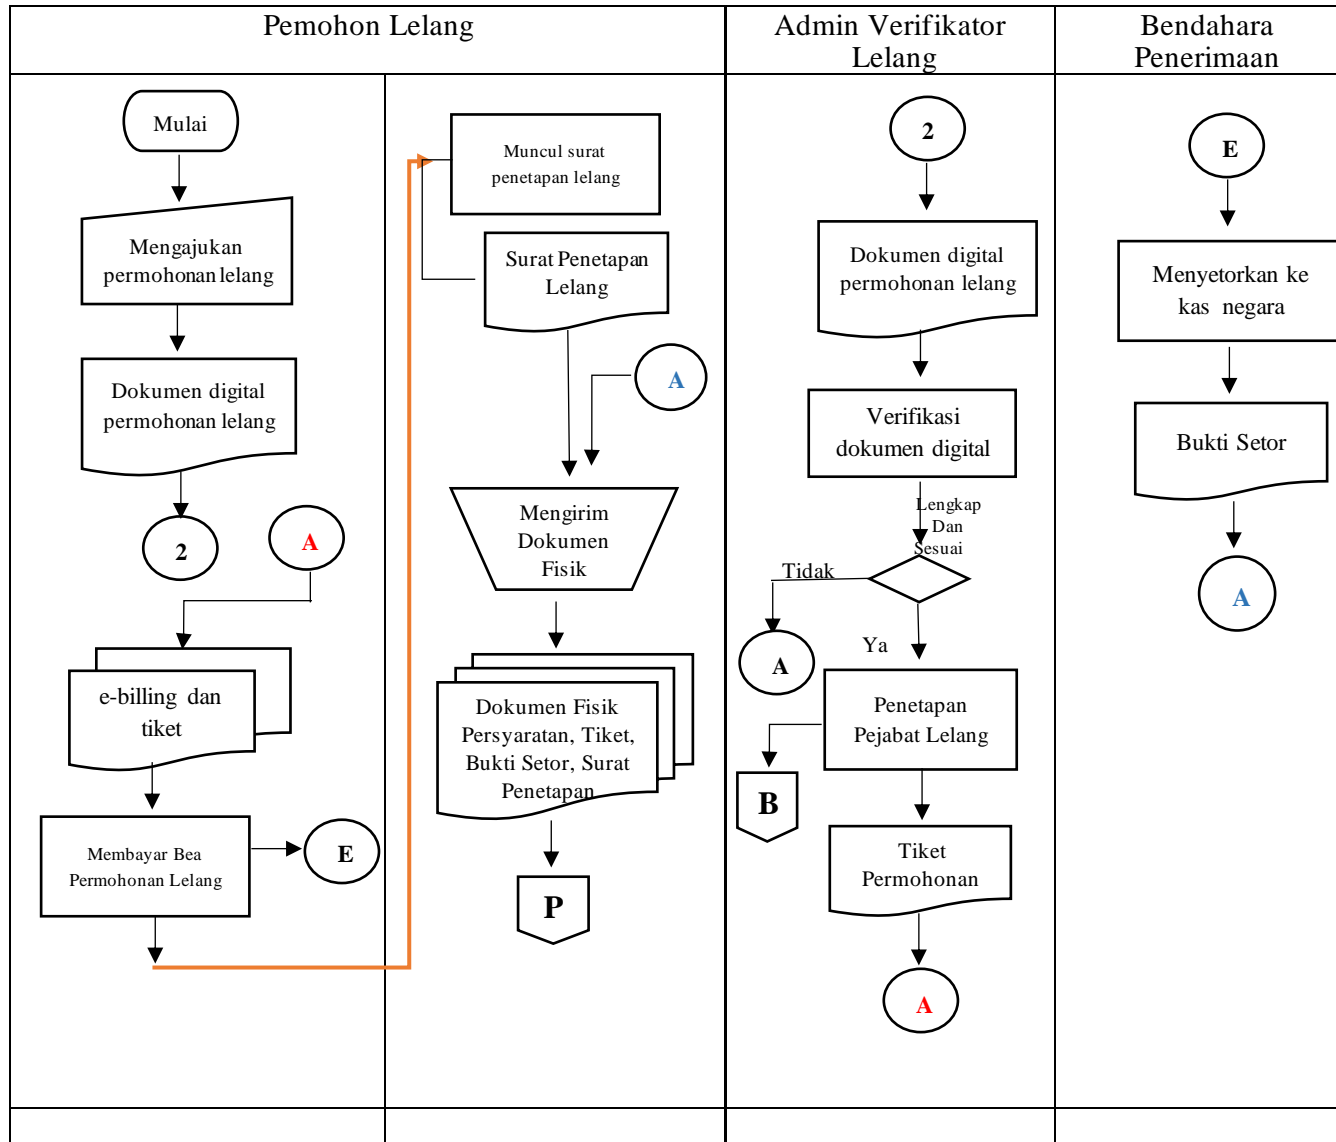 Pemohon Lelang
Admin Verifikator
Lelang
Bendahara
Penerimaan
Mulai
Mengajukan
permohonan lelang
Dokumen digital
permohonan lelang
2
A
e-billing dan
tiket
Membayar Bea
Permohonan Lelang
E
Muncul surat
penetapan lelang
Surat Penetapan
Lelang
A
Mengirim
Dokumen
Fisik
Dokumen Fisik
Persyaratan, Tiket,
Bukti Setor, Surat
Penetapan
P
2
Dokumen digital
permohonan lelang
Verifikasi
dokumen digital
Lengkap
Dan
Sesuai
Tidak
A
Ya
Penetapan
Pejabat Lelang
B
Tiket
Permohonan
A
E
Menyetorkan ke
kas negara
Bukti Setor
A